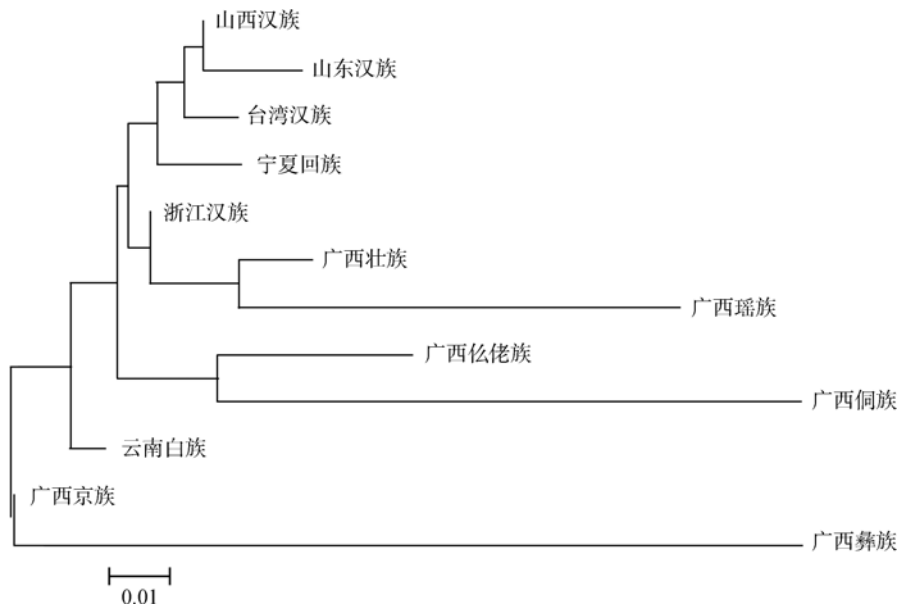 山西汉族
山东汉族
台湾汉族
宁夏回族
浙江汉族
广西壮族
广西瑶族
广西仫佬族
广西侗族
云南白族
广西京族
广西彝族
0.01